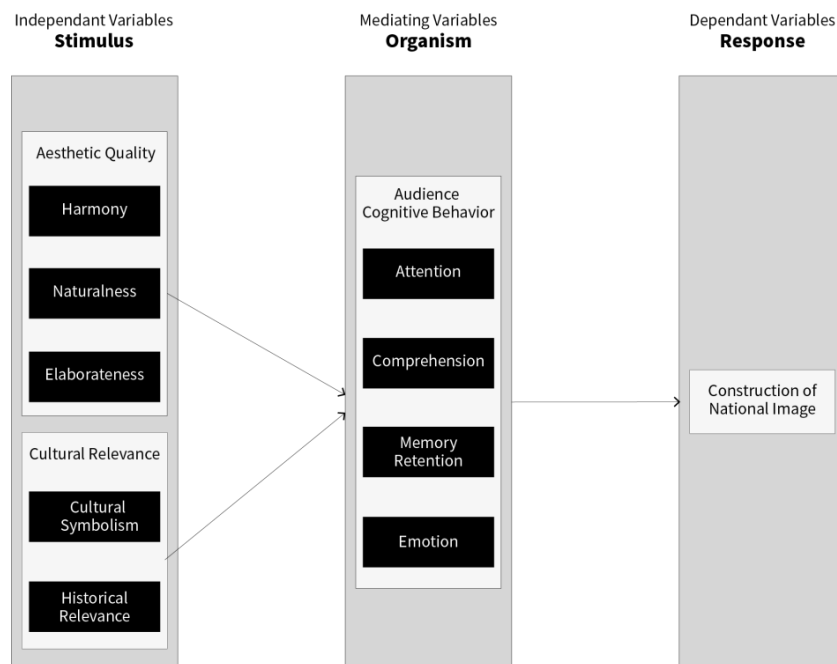 Independant Variables
Stimulus
Aesthetic Quality
Harmony
Naturalness
Elaborateness
Cultural Relevance
Cultural
Symbolism
Historical
Relevance
Mediating Variables
Organism
Audience
Cognitive Behavior
Attention
Comprehension
Memory
Retention
Emotion
Dependant Variables
Response
Construction of
National Image